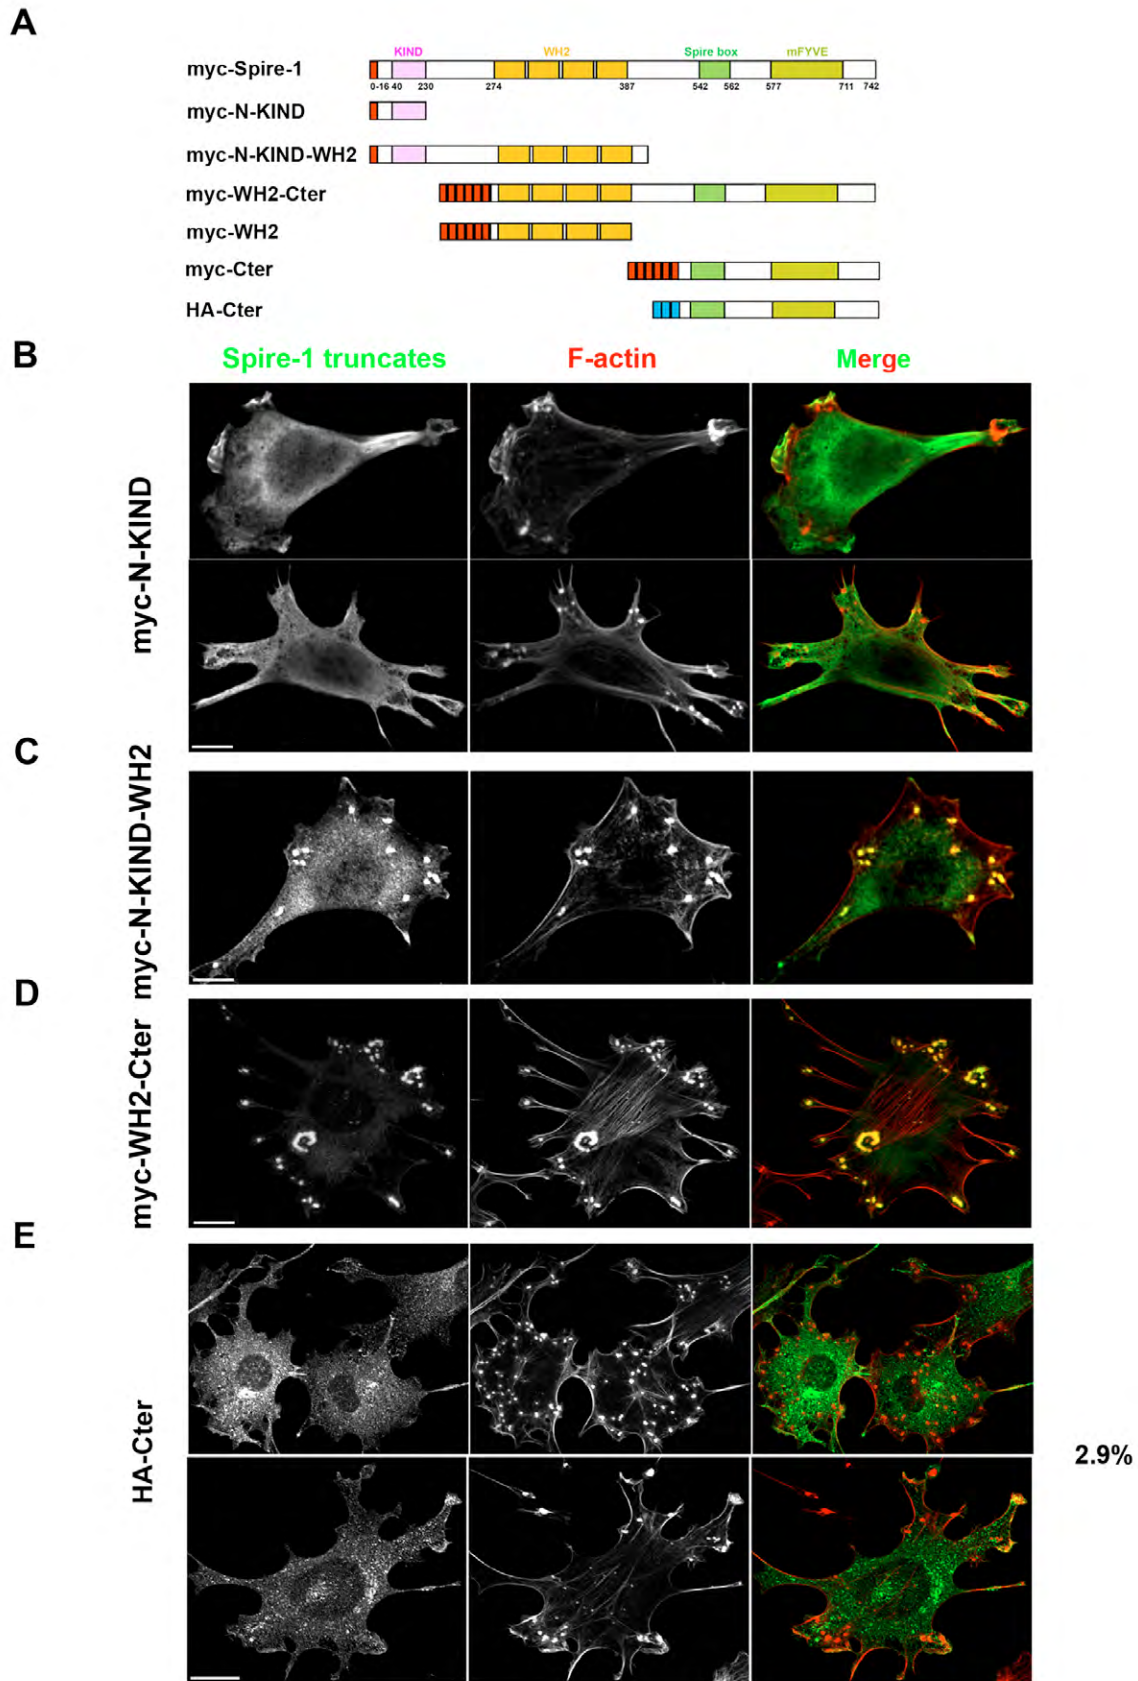 A
KIND WH2 Spire box mFYVE
myc-Spire-1
0-16 40 230 274 387 542 562 577 711 742
myc-N-KIND
myc-N-KIND-WH2
myc-WH2-Cter
myc-WH2
myc-Cter
HA-Cter
B
Spire-1 truncates F-actin Merge
myc-N-KIND
C
myc-N-KIND-WH2
D
myc-WH2-Cter
E
HA-Cter
2.9%